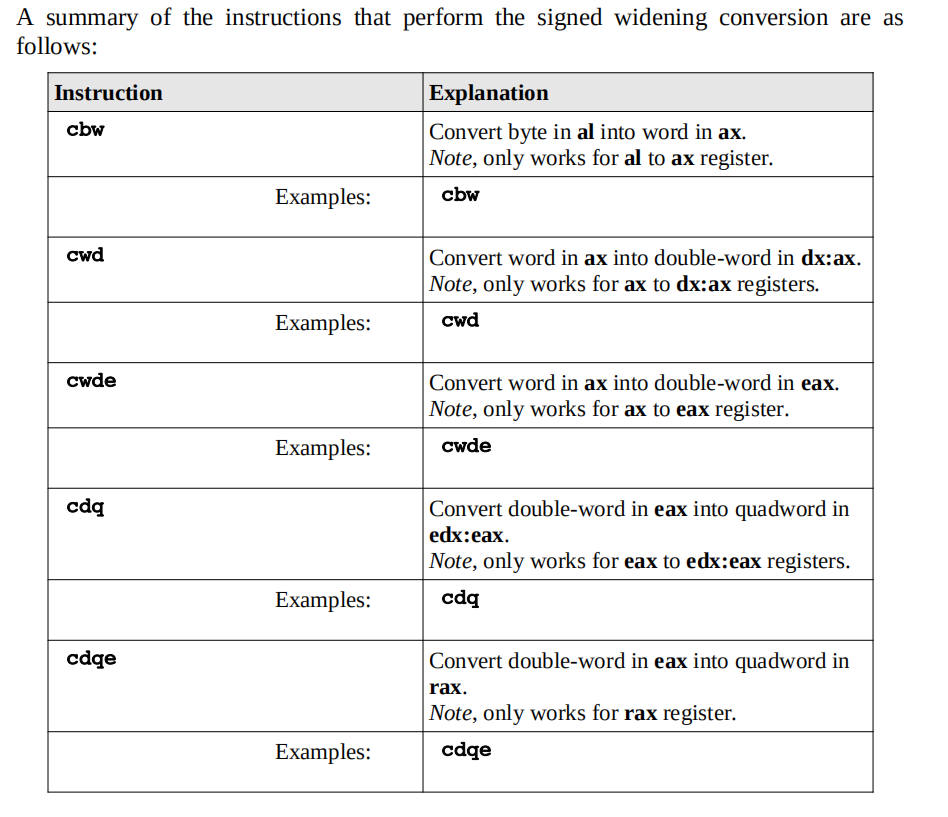 A summary of the instructions that perform the signed widening conversion are as
follows:
Instruction
Explanation
cbw
Convert byte in al into word in ax.
Note, only works for al to ax register.
Examples:
cbw
cwd
Convert word in ax into double-word in dx:ax.
Note, only works for ax to dx:ax registers.
Examples:
cwd
cwde
Convert word in ax into double-word in eax.
Note, only works for ax to eax register.
Examples:
cwde
cdq
Convert double-word in eax into quadword in
edx:eax.
Note, only works for eax to edx:eax registers.
Examples:
cdq
cdqe
Convert double-word in eax into quadword in
rax.
Note, only works for rax register.
Examples:
cdqe